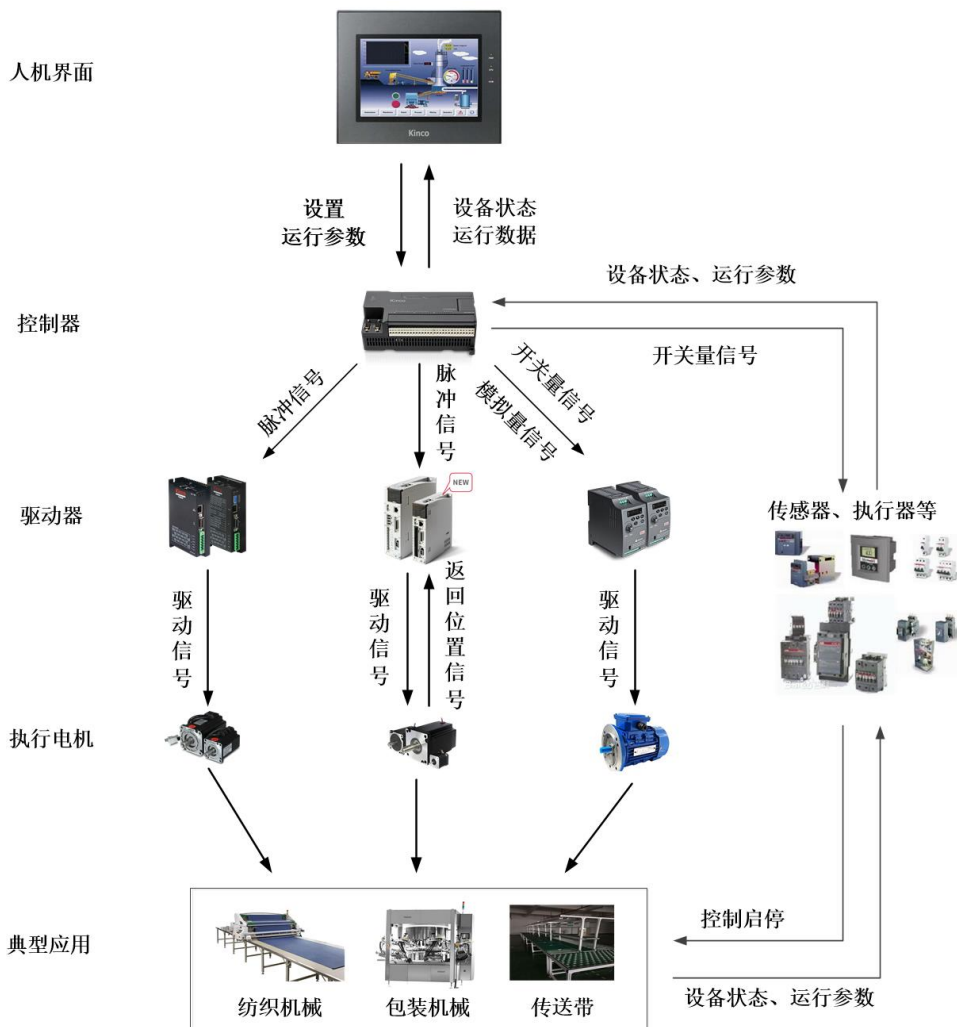 人机界面
Kinco
设置
运行参数
设备状态
运行数据
设备状态、运行参数
控制器
Kinco
开关量信号
脉冲信号
脉冲信号
开关量信号
模拟量信号
NEW
驱动器
传感器、执行器等
驱动信号
驱动信号
返回位置信号
驱动信号
执行电机
典型应用
控制启停
纺织机械
包装机械
传送带
设备状态、运行参数